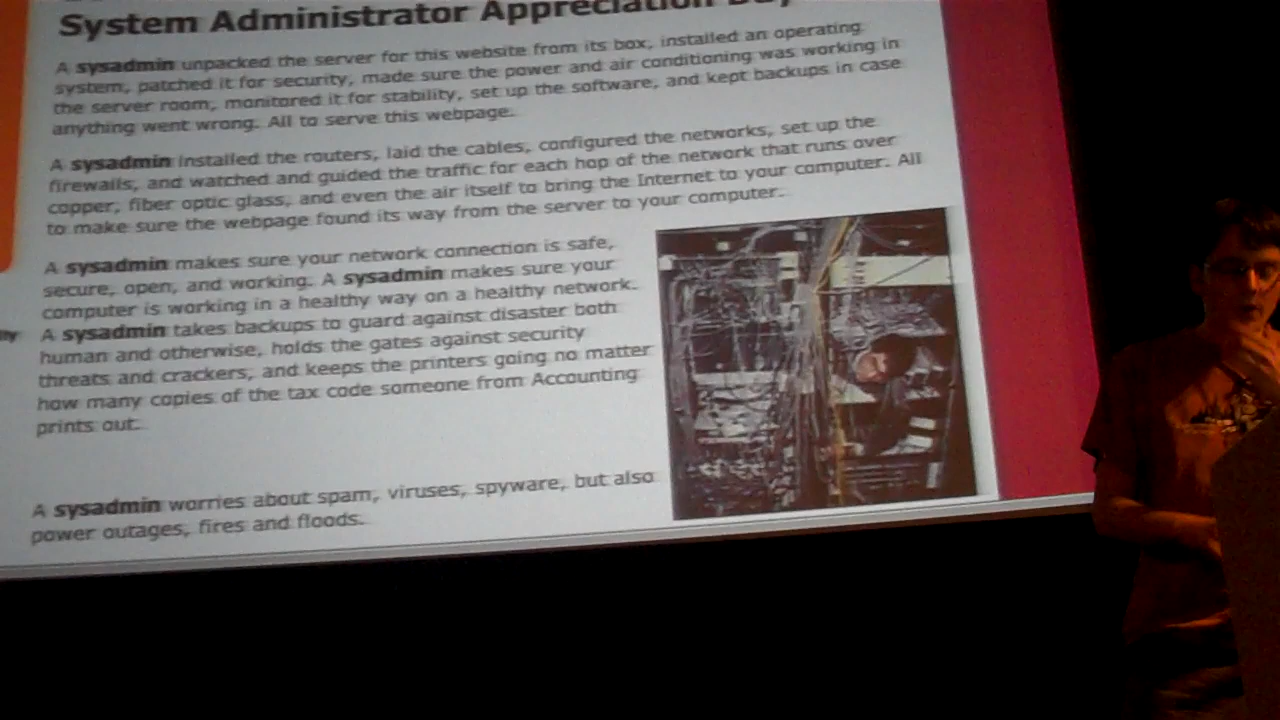 System Administrator Appreciation Day
A sysadmin unpacked the server for this website from its box, installed an operating
system, patched it for security, made sure the power and air conditioning was working in
the server room, monitored it for stability, set up the software, and kept backups in case
anything went wrong. All to serve this webpage.
A sysadmin installed the routers, laid the cables, configured the networks, set up the
firewalls, and watched and guided the traffic for each hop of the network that runs over
copper, fiber optic glass, and even the air itself to bring the Internet to your computer. All
to make sure the webpage found its way from the server to your computer.
A sysadmin makes sure your network connection is safe,
secure, open, and working. A sysadmin makes sure your
computer is working in a healthy way on a healthy network.
A sysadmin takes backups to guard against disaster both
human and otherwise, holds the gates against security
threats and crackers, and keeps the printers going no matter
how many copies of the tax code someone from Accounting
prints out.
A sysadmin worries about spam, viruses, spyware, but also
power outages, fires and floods.